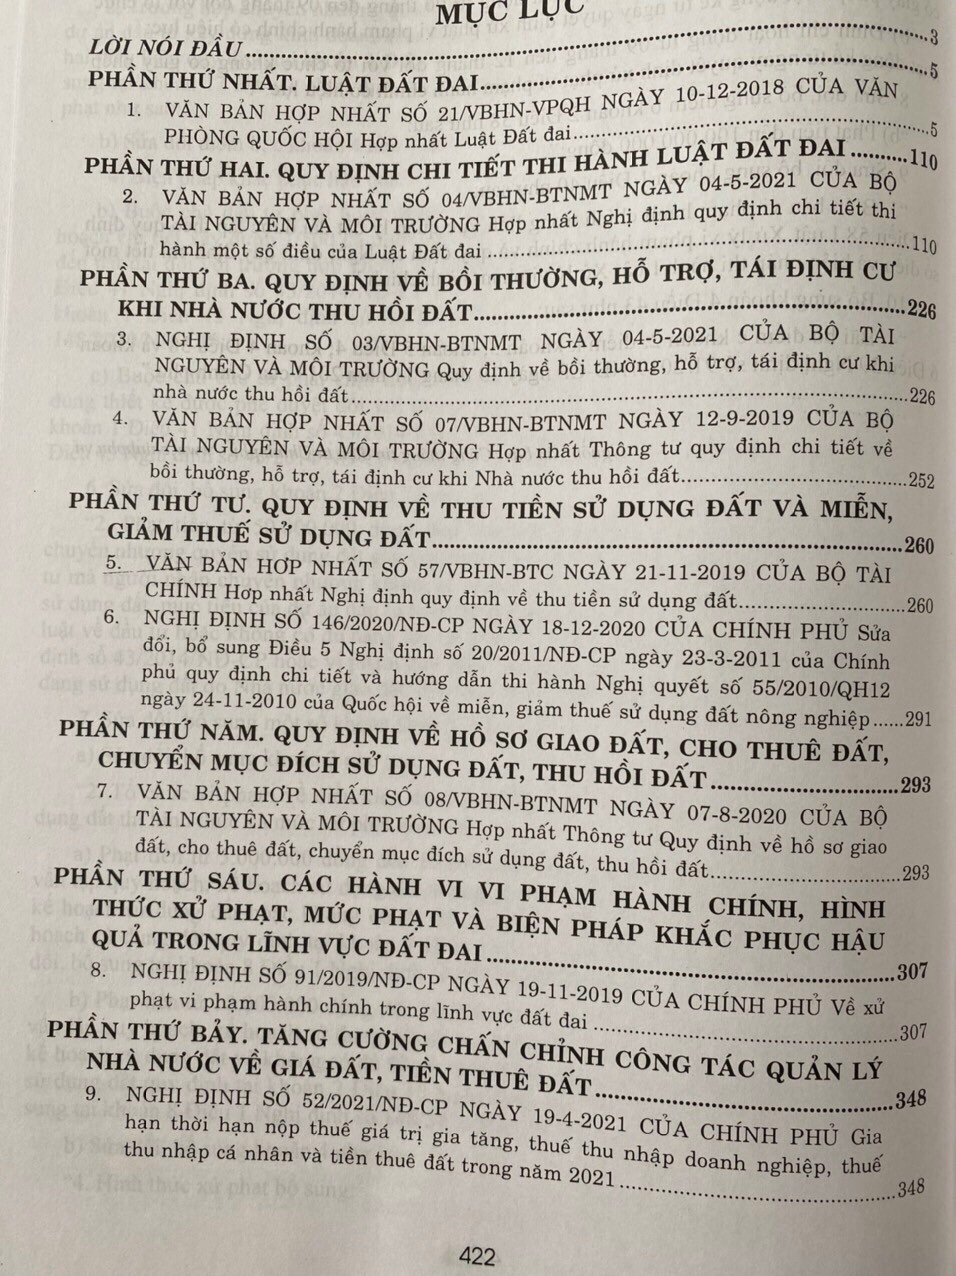 MỤC LỤC
LỜI NÓI ĐẦU....................3
PHẦN THỨ NHẤT. LUẬT ĐẤT ĐAI....................5
1. VĂN BẢN HỢP NHẤT SỐ 21/VBHN-VPQH NGÀY 10-12-2018 CỦA VĂN
PHÒNG QUỐC HỘI Hợp nhất Luật Đất đai....................5
PHẦN THỨ HAI. QUY ĐỊNH CHI TIẾT THI HÀNH LUẬT ĐẤT ĐAI.........110
2. VĂN BẢN HỢP NHẤT SỐ 04/VBHN-BTNMT NGÀY 04-5-2021 CỦA BỘ
TÀI NGUYÊN VÀ MÔI TRƯỜNG Hợp nhất Nghị định quy định chi tiết thi
hành một số điều của Luật Đất đai....................110
PHẦN THỨ BA. QUY ĐỊNH VỀ BỒI THƯỜNG, HỖ TRỢ, TÁI ĐỊNH CƯ
KHI NHÀ NƯỚC THU HỒI ĐẤT....................226
3. NGHỊ ĐỊNH SỐ 03/VBHN-BTNMT NGÀY 04-5-2021 CỦA BỘ TÀI
NGUYÊN VÀ MÔI TRƯỜNG Quy định về bồi thường, hỗ trợ, tái định cư khi
nhà nước thu hồi đất....................226
4. VĂN BẢN HỢP NHẤT SỐ 07/VBHN-BTNMT NGÀY 12-9-2019 CỦA BỘ
TÀI NGUYÊN VÀ MÔI TRƯỜNG Hợp nhất Thông tư quy định chi tiết về
bồi thường, hỗ trợ, tái định cư khi Nhà nước thu hồi đất....................252
PHẦN THỨ TƯ. QUY ĐỊNH VỀ THU TIỀN SỬ DỤNG ĐẤT VÀ MIỄN,
GIẢM THUẾ SỬ DỤNG ĐẤT....................260
5. VĂN BẢN HỢP NHẤT SỐ 57/VBHN-BTC NGÀY 21-11-2019 CỦA BỘ TÀI
CHÍNH Hợp nhất Nghị định quy định về thu tiền sử dụng đất....................260
6. NGHỊ ĐỊNH SỐ 146/2020/NĐ-CP NGÀY 18-12-2020 CỦA CHÍNH PHỦ Sửa
đổi, bổ sung Điều 5 Nghị định số 20/2011/NĐ-CP ngày 23-3-2011 của Chính
phủ quy định chi tiết và hướng dẫn thi hành Nghị quyết số 55/2010/QH12
ngày 24-11-2010 của Quốc hội về miễn, giảm thuế sử dụng đất nông nghiệp......291
PHẦN THỨ NĂM. QUY ĐỊNH VỀ HỒ SƠ GIAO ĐẤT, CHO THUÊ ĐẤT,
CHUYỂN MỤC ĐÍCH SỬ DỤNG ĐẤT, THU HỒI ĐẤT....................293
7. VĂN BẢN HỢP NHẤT SỐ 08/VBHN-BTNMT NGÀY 07-8-2020 CỦA BỘ
TÀI NGUYÊN VÀ MÔI TRƯỜNG Hợp nhất Thông tư Quy định về hồ sơ giao
đất, cho thuê đất, chuyển mục đích sử dụng đất, thu hồi đất....................293
PHẦN THỨ SÁU. CÁC HÀNH VI VI PHẠM HÀNH CHÍNH, HÌNH
THỨC XỬ PHẠT, MỨC PHẠT VÀ BIỆN PHÁP KHẮC PHỤC HẬU
QUẢ TRONG LĨNH VỰC ĐẤT ĐAI....................307
8. NGHỊ ĐỊNH SỐ 91/2019/NĐ-CP NGÀY 19-11-2019 CỦA CHÍNH PHỦ Về xử
phạt vi phạm hành chính trong lĩnh vực đất đai....................307
PHẦN THỨ BẢY. TĂNG CƯỜNG CHẤN CHỈNH CÔNG TÁC QUẢN LÝ
NHÀ NƯỚC VỀ GIÁ ĐẤT, TIỀN THUÊ ĐẤT....................348
9. NGHỊ ĐỊNH SỐ 52/2021/NĐ-CP NGÀY 19-4-2021 CỦA CHÍNH PHỦ Gia
hạn thời hạn nộp thuế giá trị gia tăng, thuế thu nhập doanh nghiệp, thuế
thu nhập cá nhân và tiền thuê đất trong năm 2021....................348
422